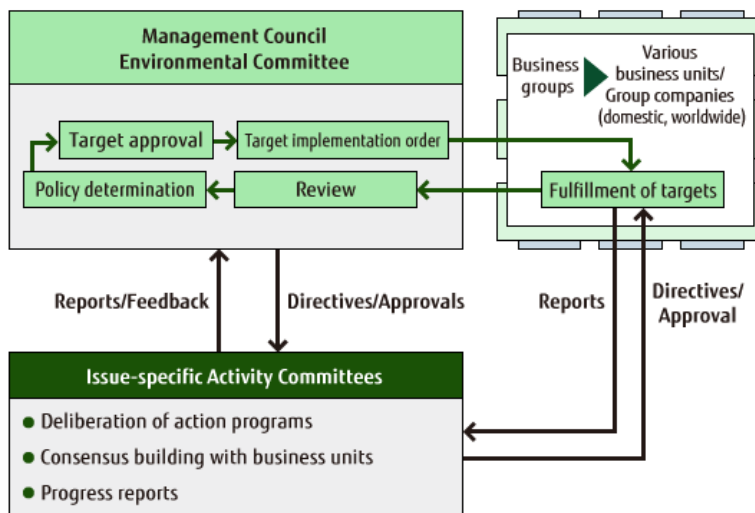 Management Council
Environmental Committee
Target approval
Target implementation order
Policy determination
Review
Business
groups
Various
business units/
Group companies
(domestic, worldwide)
Fulfillment of targets
Reports/Feedback
Directives/Approvals
Reports
Directives/
Approval
Issue-specific Activity Committees
Deliberation of action programs
Consensus building with business units
Progress reports